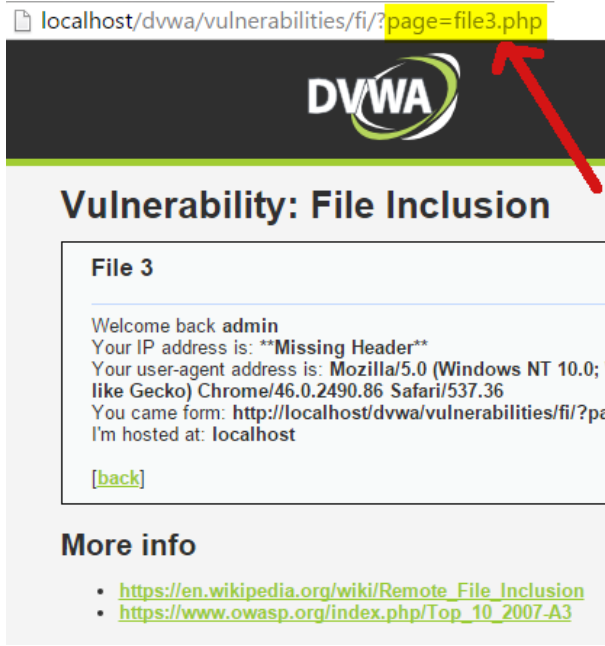 localhost/dvwa/vulnerabilities/fi/?page=file3.php
DVWA
Vulnerability: File Inclusion
File 3
Welcome back admin
Your IP address is: **Missing Header**
Your user-agent address is: Mozilla/5.0 (Windows NT 10.0;
like Gecko) Chrome/46.0.2490.86 Safari/537.36
You came form: http://localhost/dvwa/vulnerabilities/fi/?pa
I'm hosted at: localhost
[back]
More info
• https://en.wikipedia.org/wiki/Remote_File_Inclusion
• https://www.owasp.org/index.php/Top_10_2007-A3